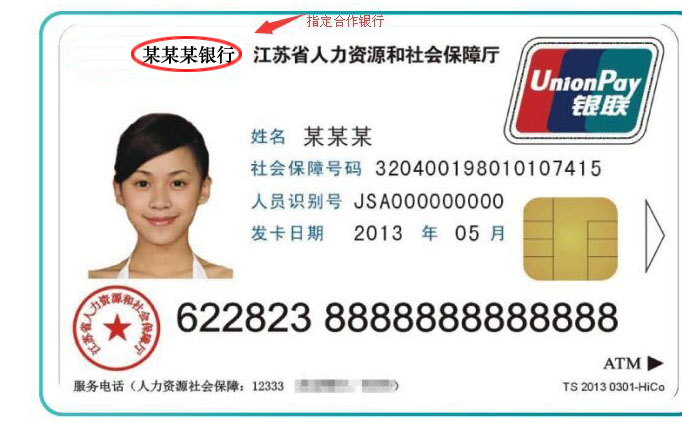 指定合作银行
某某某银行 江苏省人力资源和社会保障厅
UnionPay
银联
姓名 某某某
社会保障号码 320400198010107415
人员识别号 JSA000000000
发卡日期 2013 年 05 月
江苏省人力资源和社会保障厅
622823 8888888888888
ATM
服务电话（人力资源社会保障：12333 ）
TS 2013 0301-HiCo